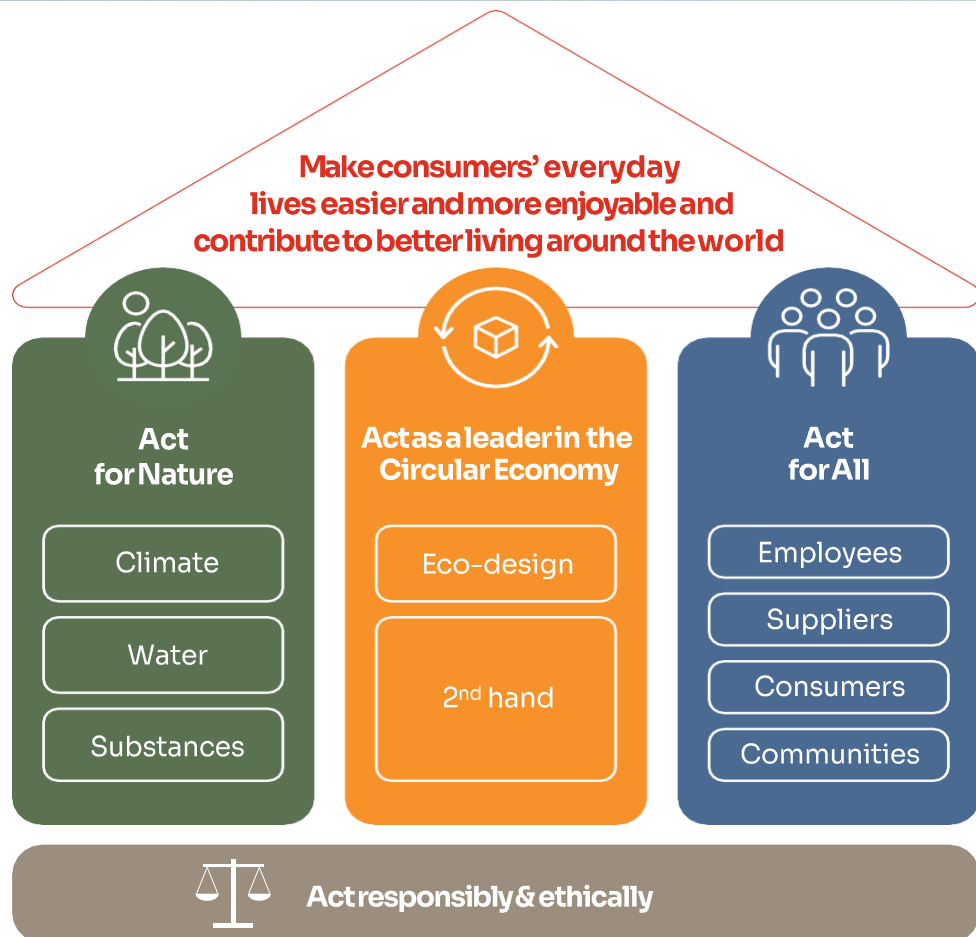 Make consumers’ everyday
lives easier and more enjoyable and
contribute to better living around the world
Act
for Nature
Climate
Water
Substances
Act as a leader in the
Circular Economy
Eco-design
2nd hand
Act
for All
Employees
Suppliers
Consumers
Communities
Act responsibly & ethically